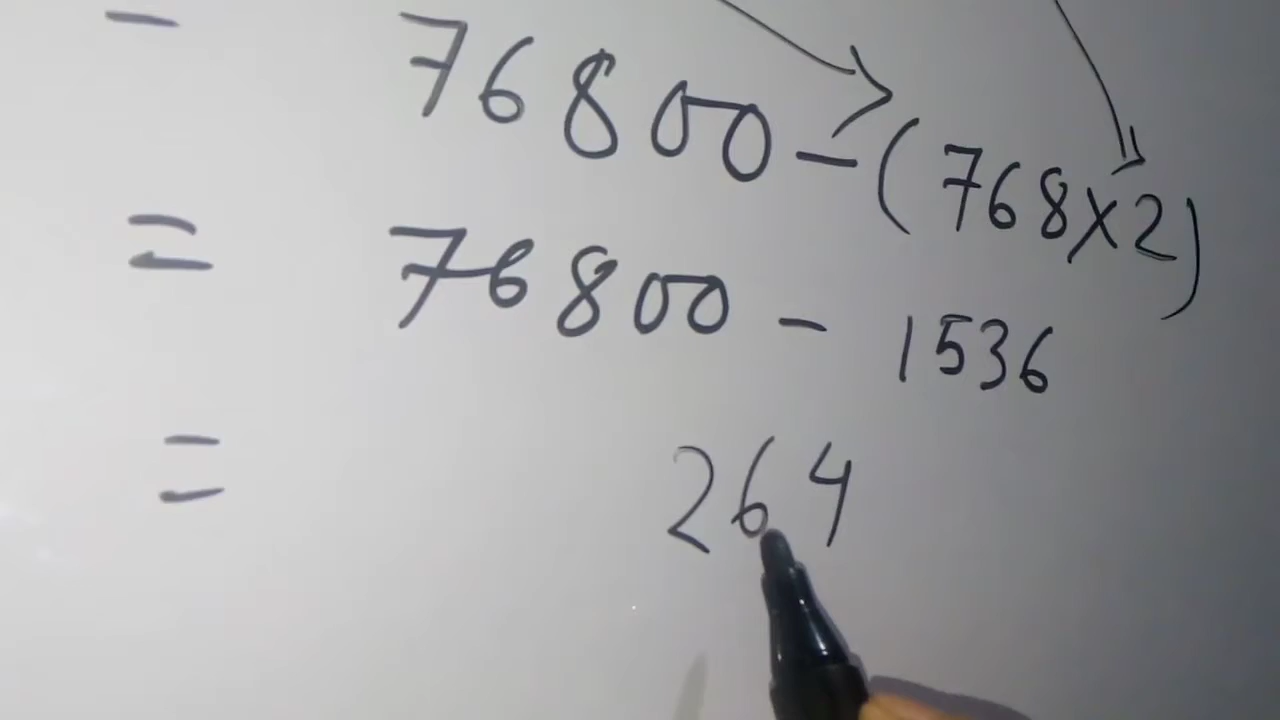 = 76800 - (768x2)
= 76800 - 1536
= 264